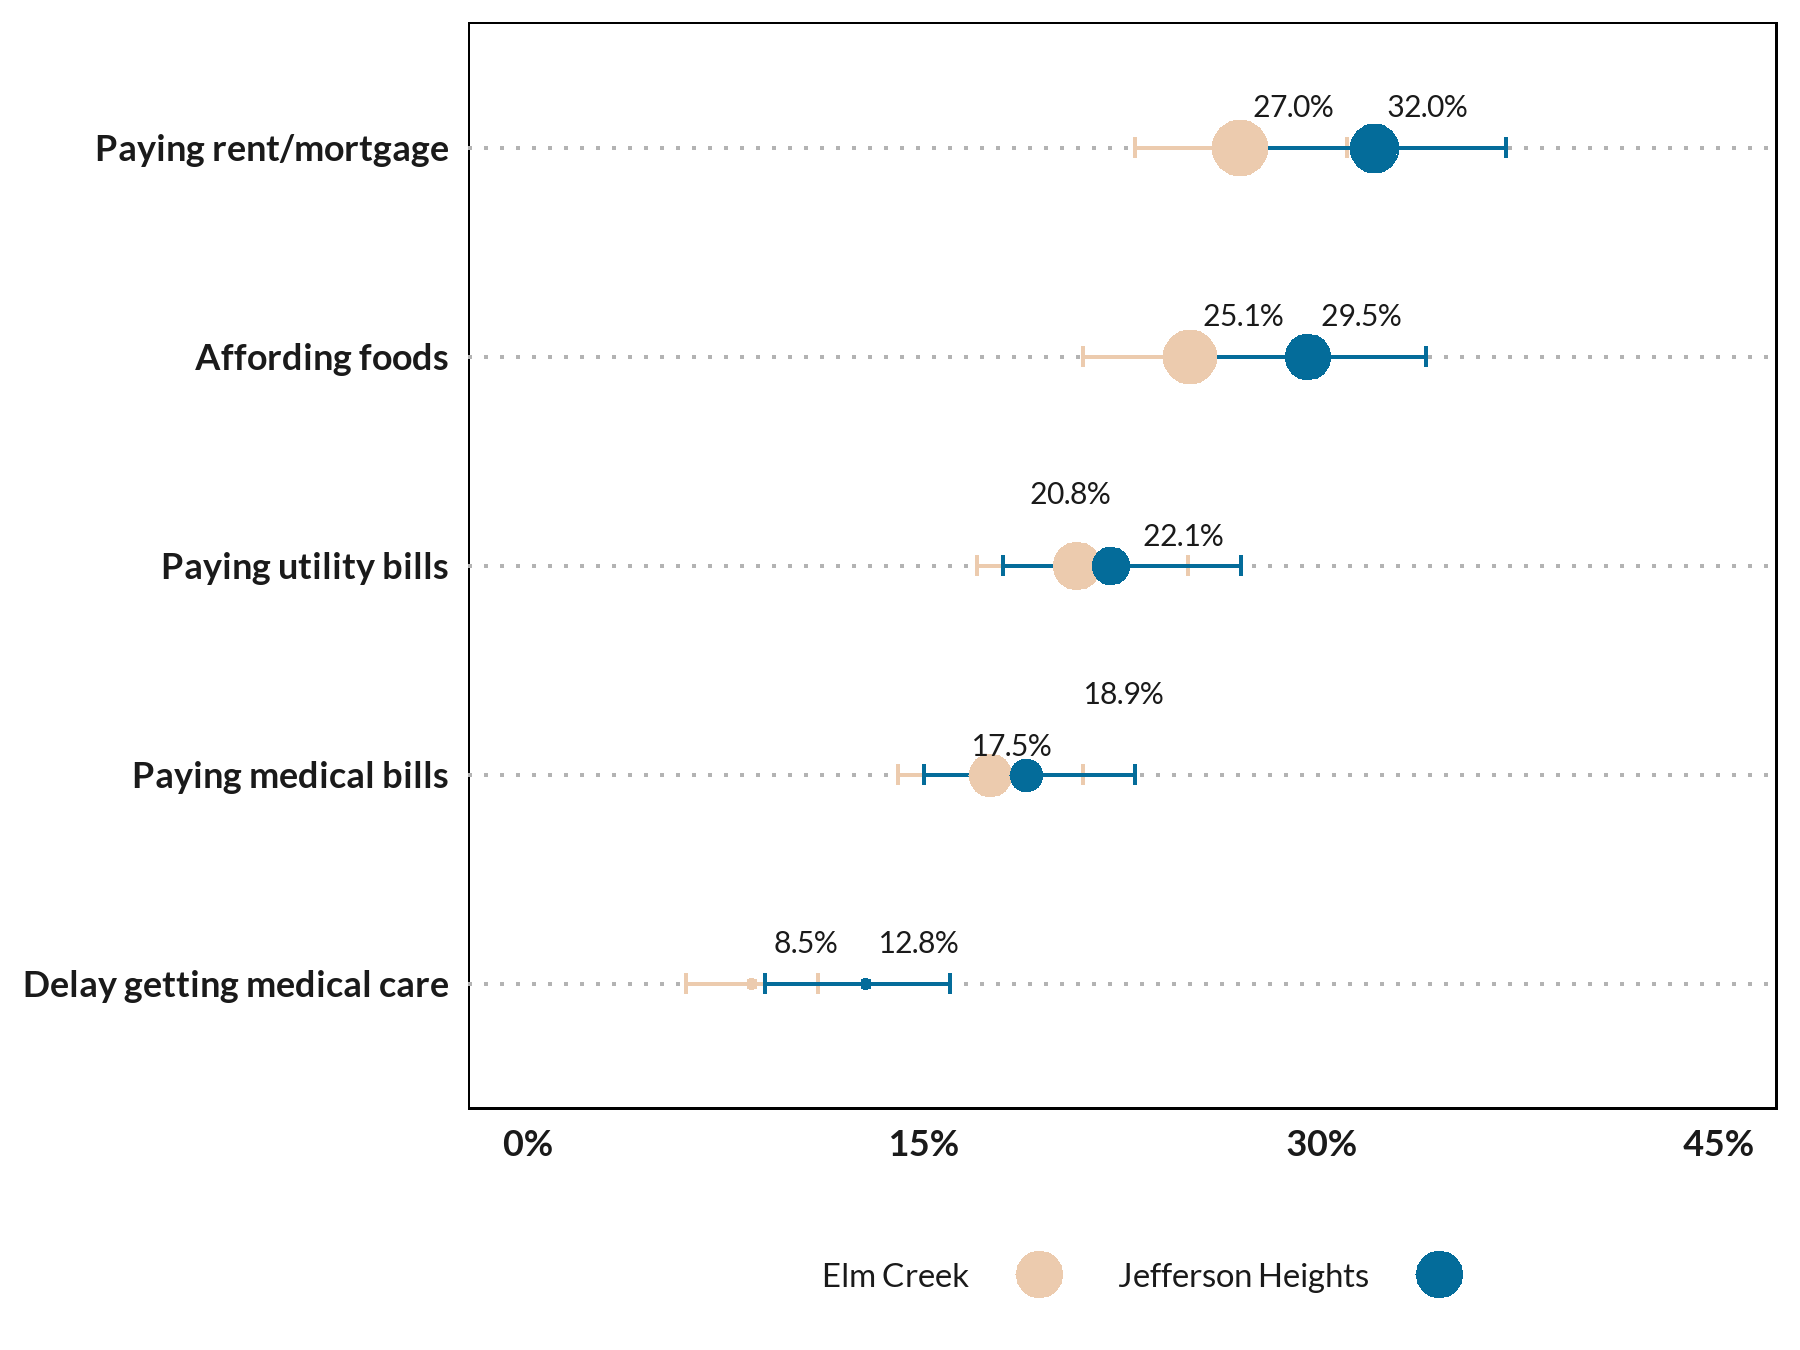 27.0% 32.0%
Paying rent/mortgage
25.1% 29.5%
Affording foods
20.8%
22.1%
Paying utility bills
18.9%
17.5%
Paying medical bills
8.5% 12.8%
Delay getting medical care
0% 15% 30% 45%
Elm Creek Jefferson Heights